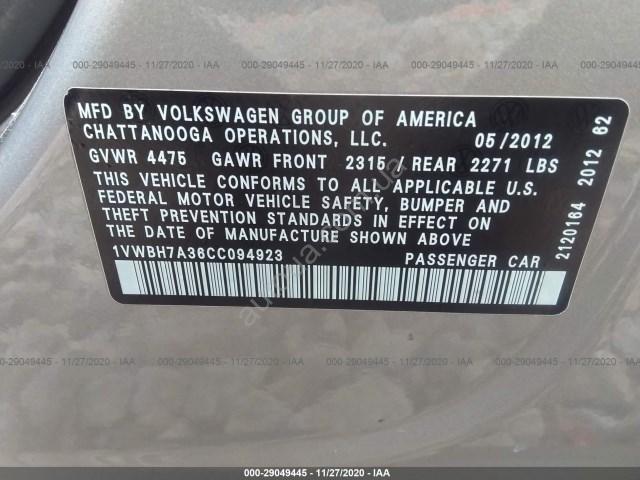 000-29049445 - 11/27/2020 - IAA
MFD BY VOLKSWAGEN GROUP OF AMERICA
CHATTANOOGA OPERATIONS, LLC. 05/2012
GVWR 4475 GAWR FRONT 2315/REAR 2271 LBS
THIS VEHICLE CONFORMS TO ALL APPLICABLE U.S.
FEDERAL MOTOR VEHICLE SAFETY, BUMPER AND
THEFT PREVENTION STANDARDS IN EFFECT ON
THE DATE OF MANUFACTURE SHOWN ABOVE
1VWBH7A36CC094923 PASSENGER CAR
2120164 2012 62
000-29049445 - 11/27/2020 - IAA
000-29049445 - 11/27/2020 - IAA